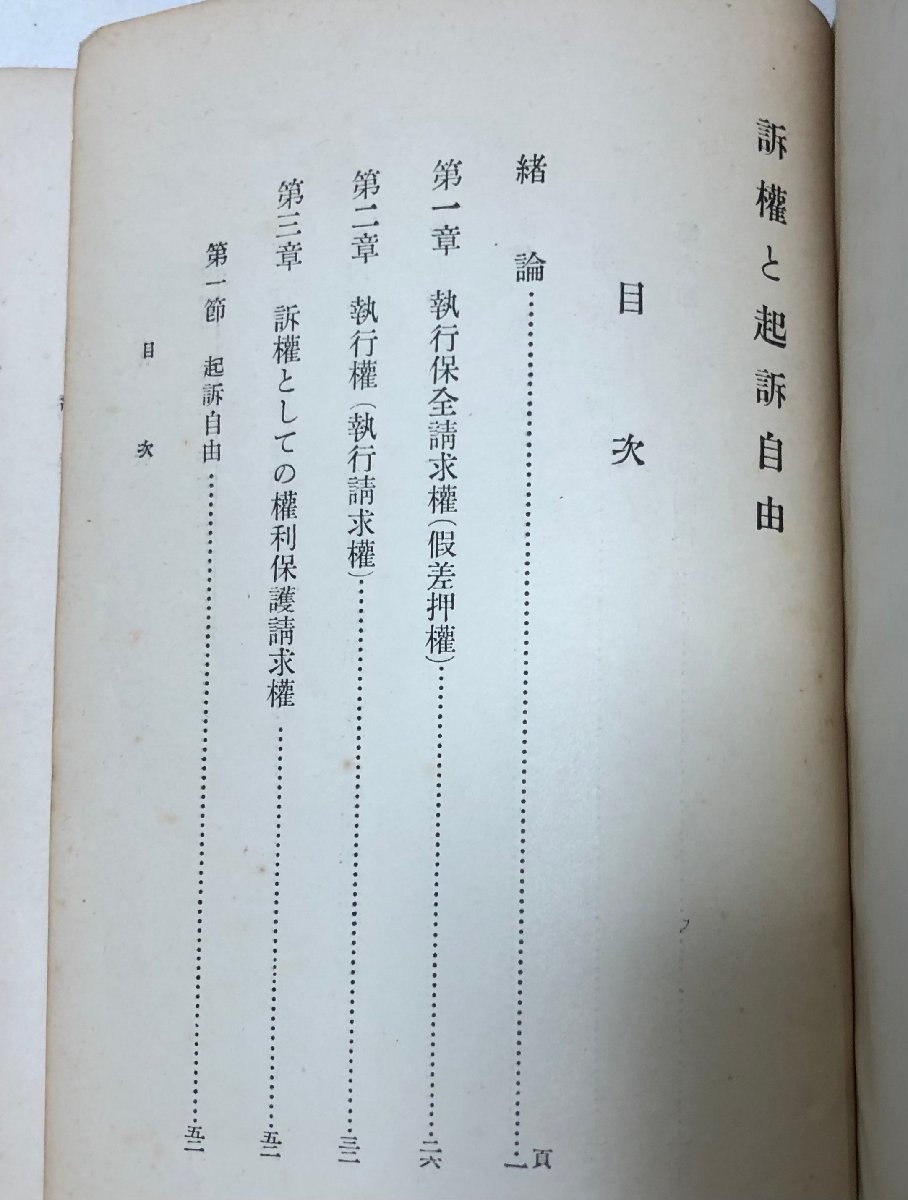 訴權と起訴自由
目次
緒論……………………一頁
第一章 執行保全請求權(假差押權)……………………二六
第二章 執行權(執行請求權)……………………三二
第三章 訴權としての權利保護請求權……………………五二
第一節 起訴自由……………………五二
目次